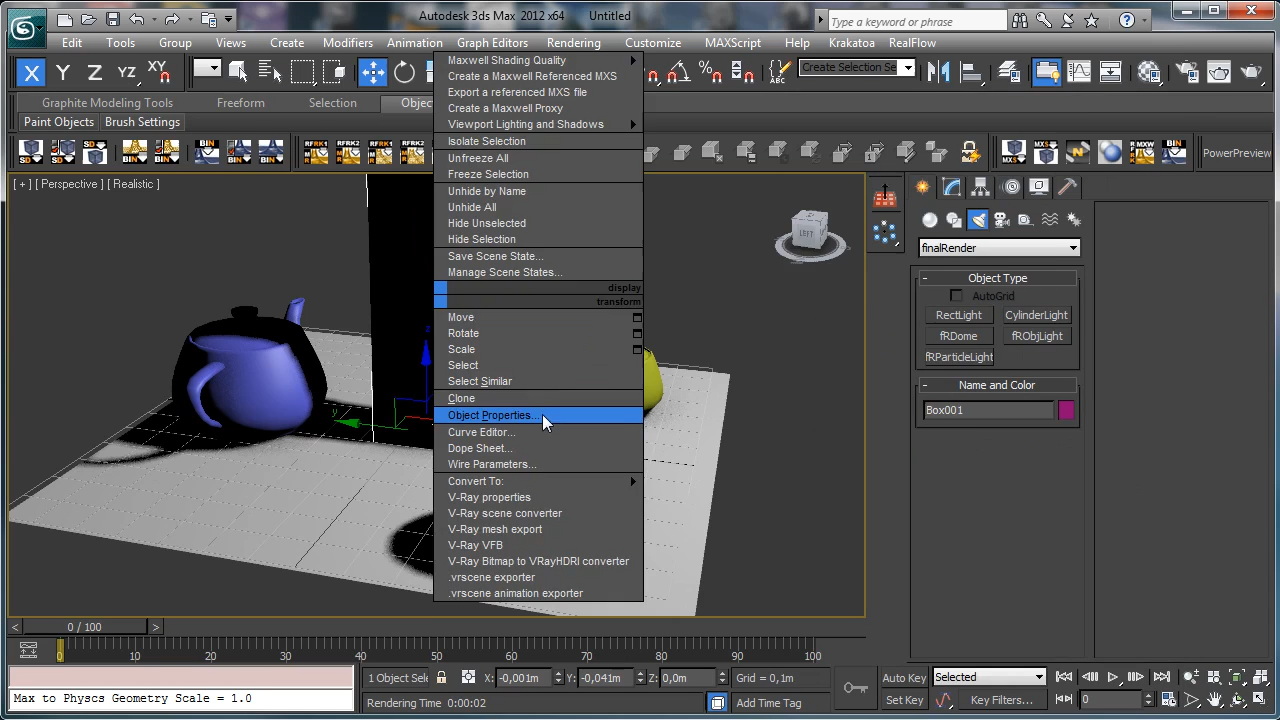 Autodesk 3ds Max 2012 x64 Untitled
Type a keyword or phrase
Edit Tools Group Views Create Modifiers Animation Graph Editors Rendering Customize MAXScript Help Krakatoa RealFlow
X Y Z YZ XY
Create Selection Se
Graphite Modeling Tools Freeform Selection Objec
Paint Objects Brush Settings
PowerPreview
[ + ] [ Perspective ] [ Realistic ]
Maxwell Shading Quality
Create a Maxwell Referenced MXS
Export a referenced MXS file
Create a Maxwell Proxy
Viewport Lighting and Shadows
Isolate Selection
Unfreeze All
Freeze Selection
Unhide by Name
Unhide All
Hide Unselected
Hide Selection
Save Scene State...
Manage Scene States...
display
transform
Move
Rotate
Scale
Select
Select Similar
Clone
Object Properties...
Curve Editor...
Dope Sheet...
Wire Parameters...
Convert To:
V-Ray properties
V-Ray scene converter
V-Ray mesh export
V-Ray VFB
V-Ray Bitmap to VRayHDRI converter
.vrscene exporter
.vrscene animation exporter
LEFT
y
finalRender
- Object Type
AutoGrid
RectLight CylinderLight
fRDome fRObjLight
fRParticleLight
- Name and Color
Box001
< 0 / 100 >
0 10 20 30 40 50 60 70 80 90 100
1 Object Sele X: -0,001m Y: -0,041m Z: 0,0m Grid = 0,1m Auto Key Selected
Max to Physcs Geometry Scale = 1.0 Rendering Time 0:00:02 Add Time Tag Set Key Key Filters... 0